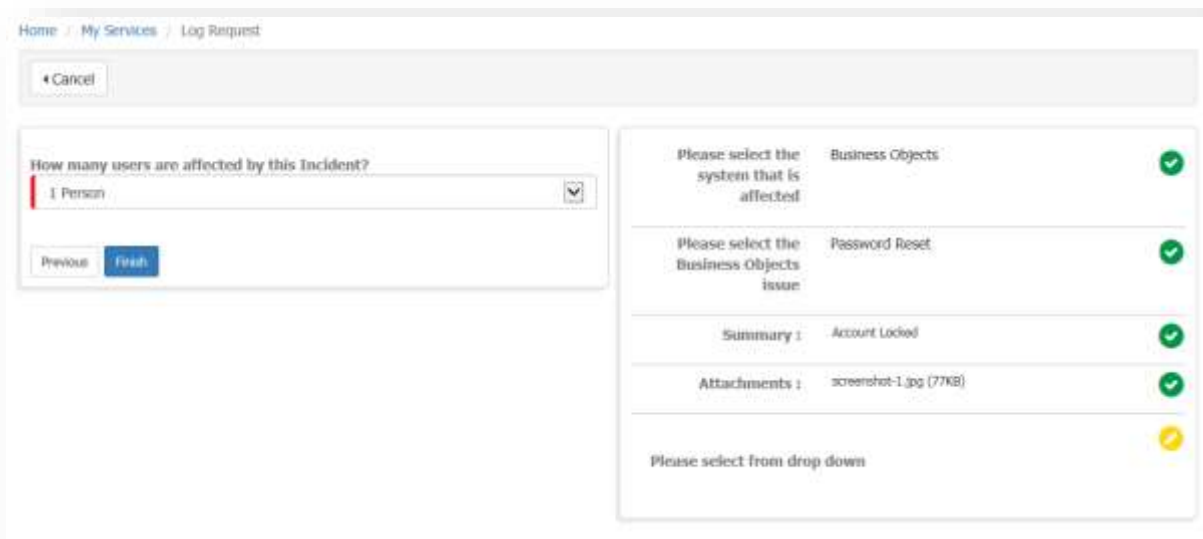 Home / My Services / Log Request
Cancel
How many users are affected by this Incident?
1 Person
Previous Finish
Please select the
system that is
affected
Business Objects
Please select the
Business Objects
issue
Password Reset
Summary : Account Locked
Attachments : screenshot-1.jpg (77KB)
Please select from drop down